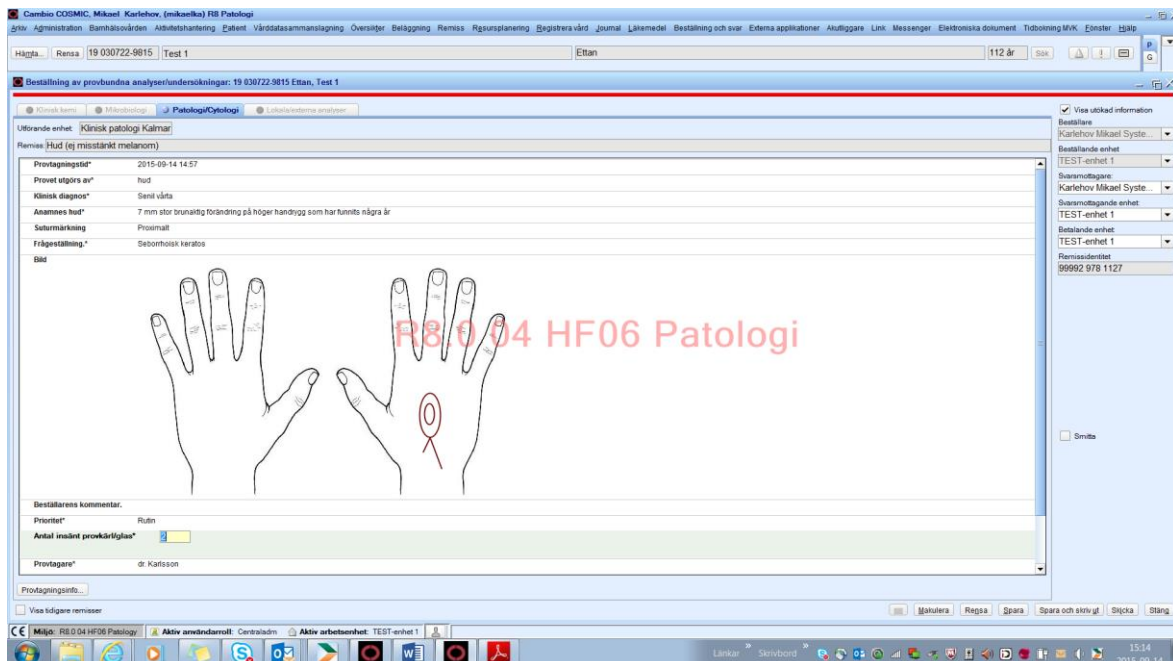 Cambio COSMIC, Mikael Karlehov, (mikaelka) R8 Patologi
Arkiv Administration Barnhälsovården Aktivitetshantering Patient Vårddatasammanslagning Översikter Beläggning Remiss Resursplanering Registrera vård Journal Läkemedel Beställning och svar Externa applikationer Akutliggare Link Messenger Elektroniska dokument Tidbokning MVK Fönster Hjälp
Hämta... Rensa 19 030722-9815 Test 1 Ettan 112 år Sök P
G
Beställning av provbundna analyser/undersökningar: 19 030722-9815 Ettan, Test 1
Klinisk kemi Mikrobiologi Patologi/Cytologi Lokala/externa analyser
Utförande enhet: Klinisk patologi Kalmar
Remiss: Hud (ej misstänkt melanom)
Provtagningstid* 2015-09-14 14:57
Provet utgörs av* hud
Klinisk diagnos* Senil vårta
Anamnes hud* 7 mm stor brunaktig förändring på höger handrygg som har funnits några år
Suturmärkning Proximalt
Frågeställning.* Seborrhoisk keratos
Bild
R8.0.04 HF06 Patologi
Beställarens kommentar.
Prioritet* Rutin
Antal insänt provkärl/glas* 2
Provtagare* dr. Karlsson
Provtagningsinfo...
Visa tidigare remisser
Visa utökad information
Beställare
Karlehov Mikael Syste...
Beställande enhet
TEST-enhet 1
Svarsmottagare:
Karlehov Mikael Syste...
Svarsmottagande enhet:
TEST-enhet 1
Betalande enhet:
TEST-enhet 1
Remissidentitet
99992 978 1127
Smitta
Makulera Rensa Spara Spara och skriv ut Skicka Stäng
Miljö: R8.0.04 HF06 Patology Aktiv användarroll: Centraladm Aktiv arbetsenhet: TEST-enhet 1
Länkar Skrivbord 15:14
2015-09-14